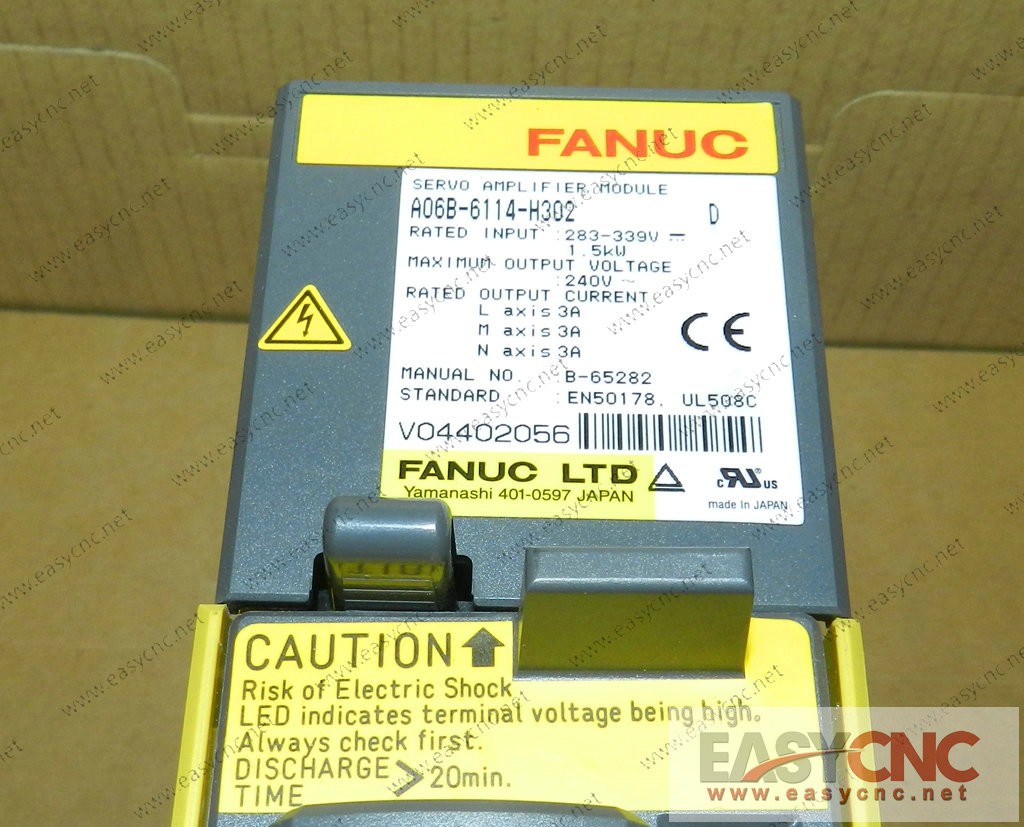 FANUC
SERVO AMPLIFIER MODULE
A06B-6114-H302 D
RATED INPUT :283-339V ⎓
1.5kW
MAXIMUM OUTPUT VOLTAGE
:240V ~
RATED OUTPUT CURRENT
L axis 3A
M axis 3A
N axis 3A
MANUAL NO. :B-65282
STANDARD :EN50178, UL508C
CE
V04402056
FANUC LTD
Yamanashi 401-0597 JAPAN
c RU® US
made in JAPAN
CAUTION
Risk of Electric Shock.
LED indicates terminal voltage being high.
Always check first.
DISCHARGE > 20min.
TIME
EASYCNC
www.easycnc.net